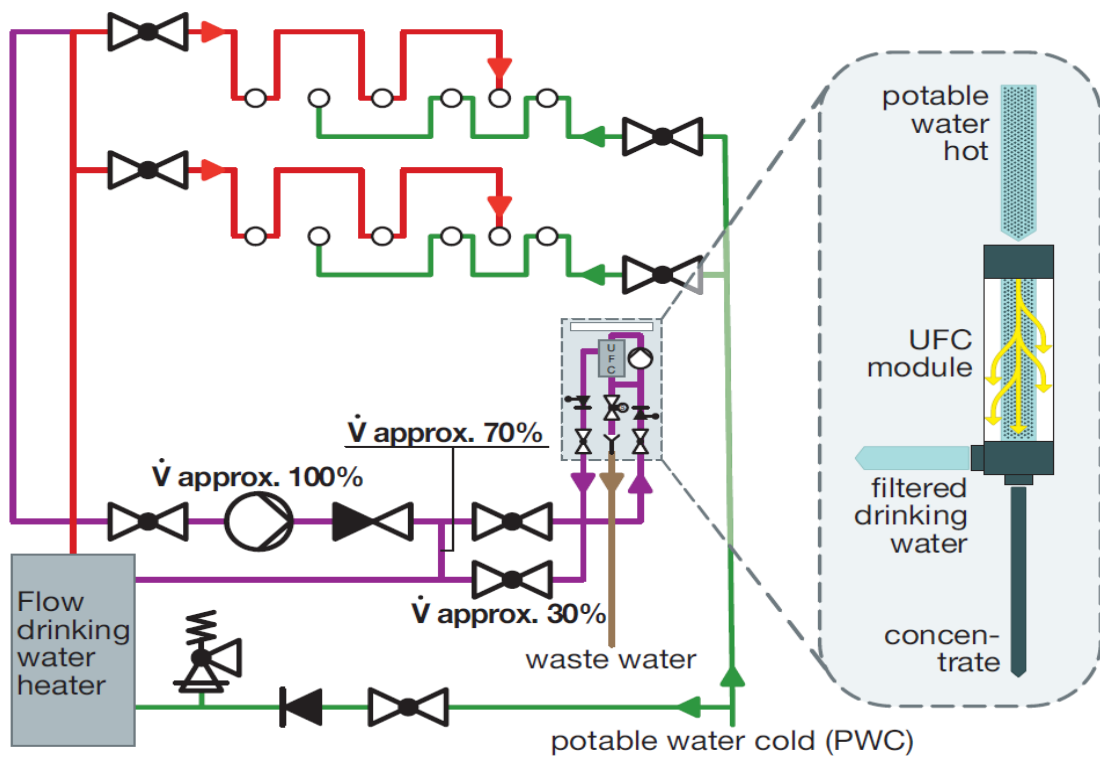 potable
water
hot
U
F
C
UFC
module
V̇ approx. 70%
V̇ approx. 100%
filtered
drinking
water
Flow
drinking
water
heater
V̇ approx. 30%
waste water
concen-
trate
potable water cold (PWC)